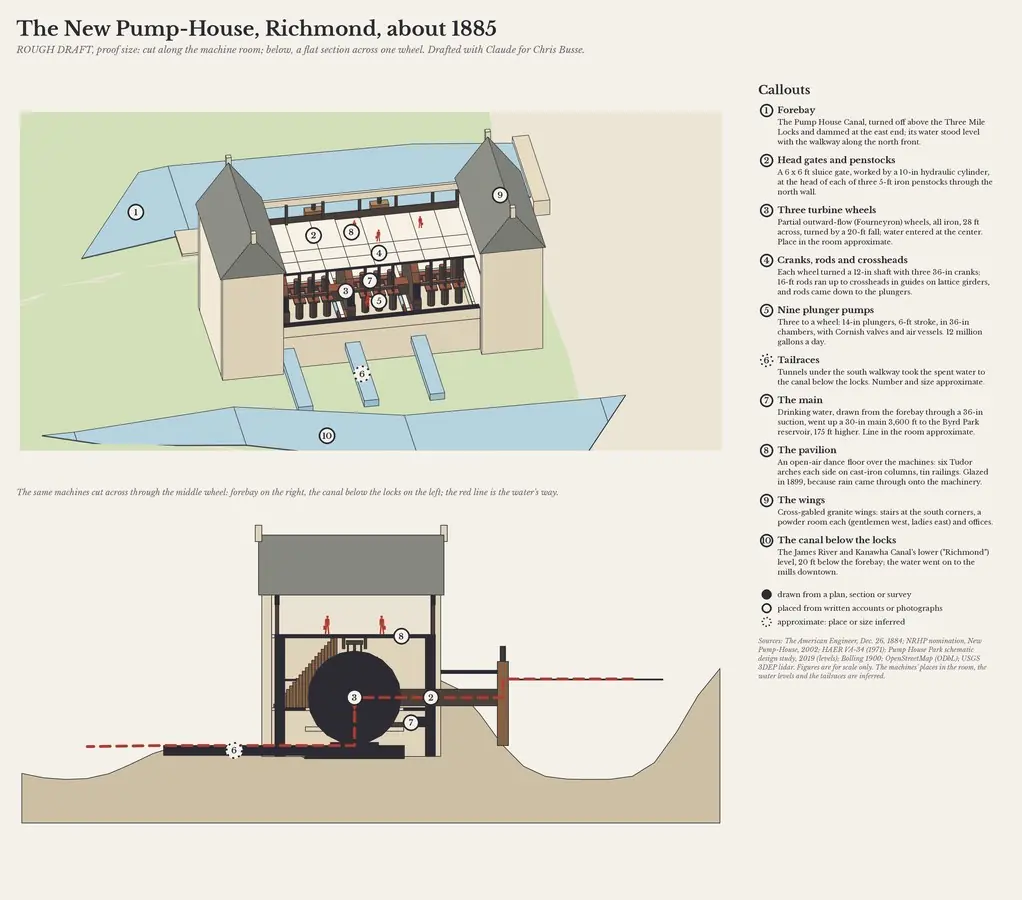 The New Pump-House, Richmond, about 1885
ROUGH DRAFT, proof size: cut along the machine room; below, a flat section across one wheel. Drafted with Claude for Chris Busse.
Callouts
1 Forebay
The Pump House Canal, turned off above the Three Mile
Locks and dammed at the east end; its water stood level
with the walkway along the north front.
2 Head gates and penstocks
A 6 x 6 ft sluice gate, worked by a 10-in hydraulic cylinder,
at the head of each of three 5-ft iron penstocks through the
north wall.
3 Three turbine wheels
Partial outward-flow (Fourneyron) wheels, all iron, 28 ft
across, turned by a 20-ft fall; water entered at the center.
Place in the room approximate.
4 Cranks, rods and crossheads
Each wheel turned a 12-in shaft with three 36-in cranks;
16-ft rods ran up to crossheads in guides on lattice girders,
and rods came down to the plungers.
5 Nine plunger pumps
Three to a wheel: 14-in plungers, 6-ft stroke, in 36-in
chambers, with Cornish valves and air vessels. 12 million
gallons a day.
6 Tailraces
Tunnels under the south walkway took the spent water to
the canal below the locks. Number and size approximate.
7 The main
Drinking water, drawn from the forebay through a 36-in
suction, went up a 30-in main 3,600 ft to the Byrd Park
reservoir, 175 ft higher. Line in the room approximate.
8 The pavilion
An open-air dance floor over the machines: six Tudor
arches each side on cast-iron columns, tin railings. Glazed
in 1899, because rain came through onto the machinery.
9 The wings
Cross-gabled granite wings: stairs at the south corners, a
powder room each (gentlemen west, ladies east) and offices.
10 The canal below the locks
The James River and Kanawha Canal's lower ("Richmond")
level, 20 ft below the forebay; the water went on to the
mills downtown.
drawn from a plan, section or survey
placed from written accounts or photographs
approximate: place or size inferred
Sources: The American Engineer, Dec. 26, 1884; NRHP nomination, New
Pump-House, 2002; HAER VA-34 (1971); Pump House Park schematic
design study, 2019 (levels); Bolling 1900; OpenStreetMap (ODbL); USGS
3DEP lidar. Figures are for scale only. The machines' places in the room, the
water levels and the tailraces are inferred.
1
2
8
9
4
7
3
5
6
10
The same machines cut across through the middle wheel: forebay on the right, the canal below the locks on the left; the red line is the water's way.
8
3
2
7
6